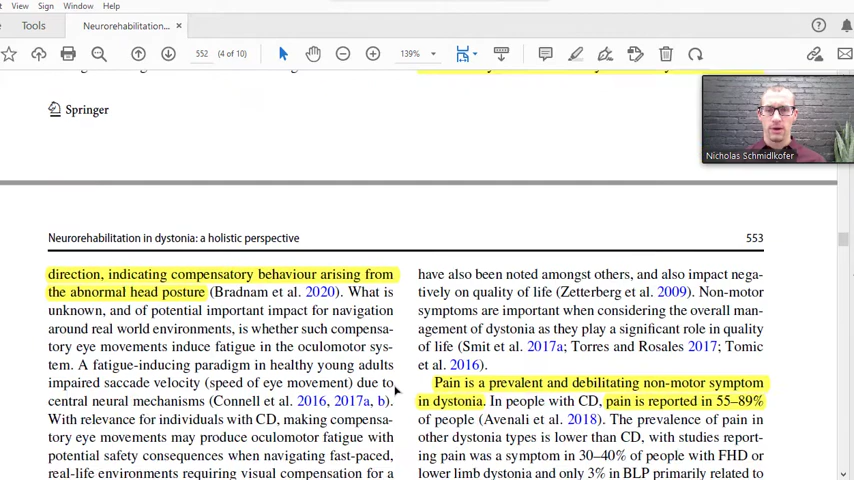 View Sign Window Help
Tools Neurorehabilitation... ×
552 (4 of 10) 139%
Springer
Nicholas Schmidlkofer
Neurorehabilitation in dystonia: a holistic perspective 553
direction, indicating compensatory behaviour arising from
the abnormal head posture (Bradnam et al. 2020). What is
unknown, and of potential important impact for navigation
around real world environments, is whether such compensa-
tory eye movements induce fatigue in the oculomotor sys-
tem. A fatigue-inducing paradigm in healthy young adults
impaired saccade velocity (speed of eye movement) due to
central neural mechanisms (Connell et al. 2016, 2017a, b).
With relevance for individuals with CD, making compensa-
tory eye movements may produce oculomotor fatigue with
potential safety consequences when navigating fast-paced,
real-life environments requiring visual compensation for a
have also been noted amongst others, and also impact nega-
tively on quality of life (Zetterberg et al. 2009). Non-motor
symptoms are important when considering the overall man-
agement of dystonia as they play a significant role in quality
of life (Smit et al. 2017a; Torres and Rosales 2017; Tomic
et al. 2016).
Pain is a prevalent and debilitating non-motor symptom
in dystonia. In people with CD, pain is reported in 55–89%
of people (Avenali et al. 2018). The prevalence of pain in
other dystonia types is lower than CD, with studies report-
ing pain was a symptom in 30–40% of people with FHD or
lower limb dystonia and only 3% in BLP primarily related to